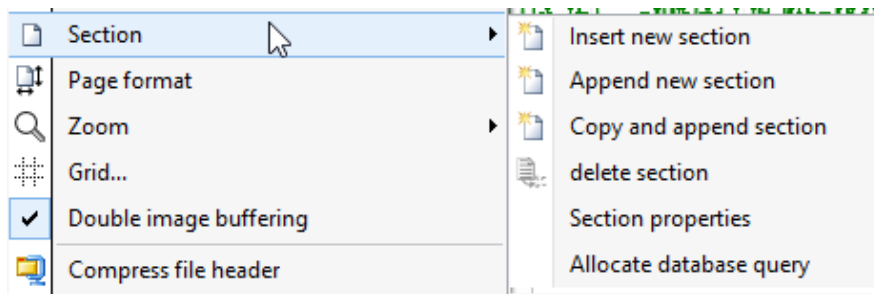 Section
Page format
Zoom
Grid...
Double image buffering
Compress file header
Insert new section
Append new section
Copy and append section
delete section
Section properties
Allocate database query